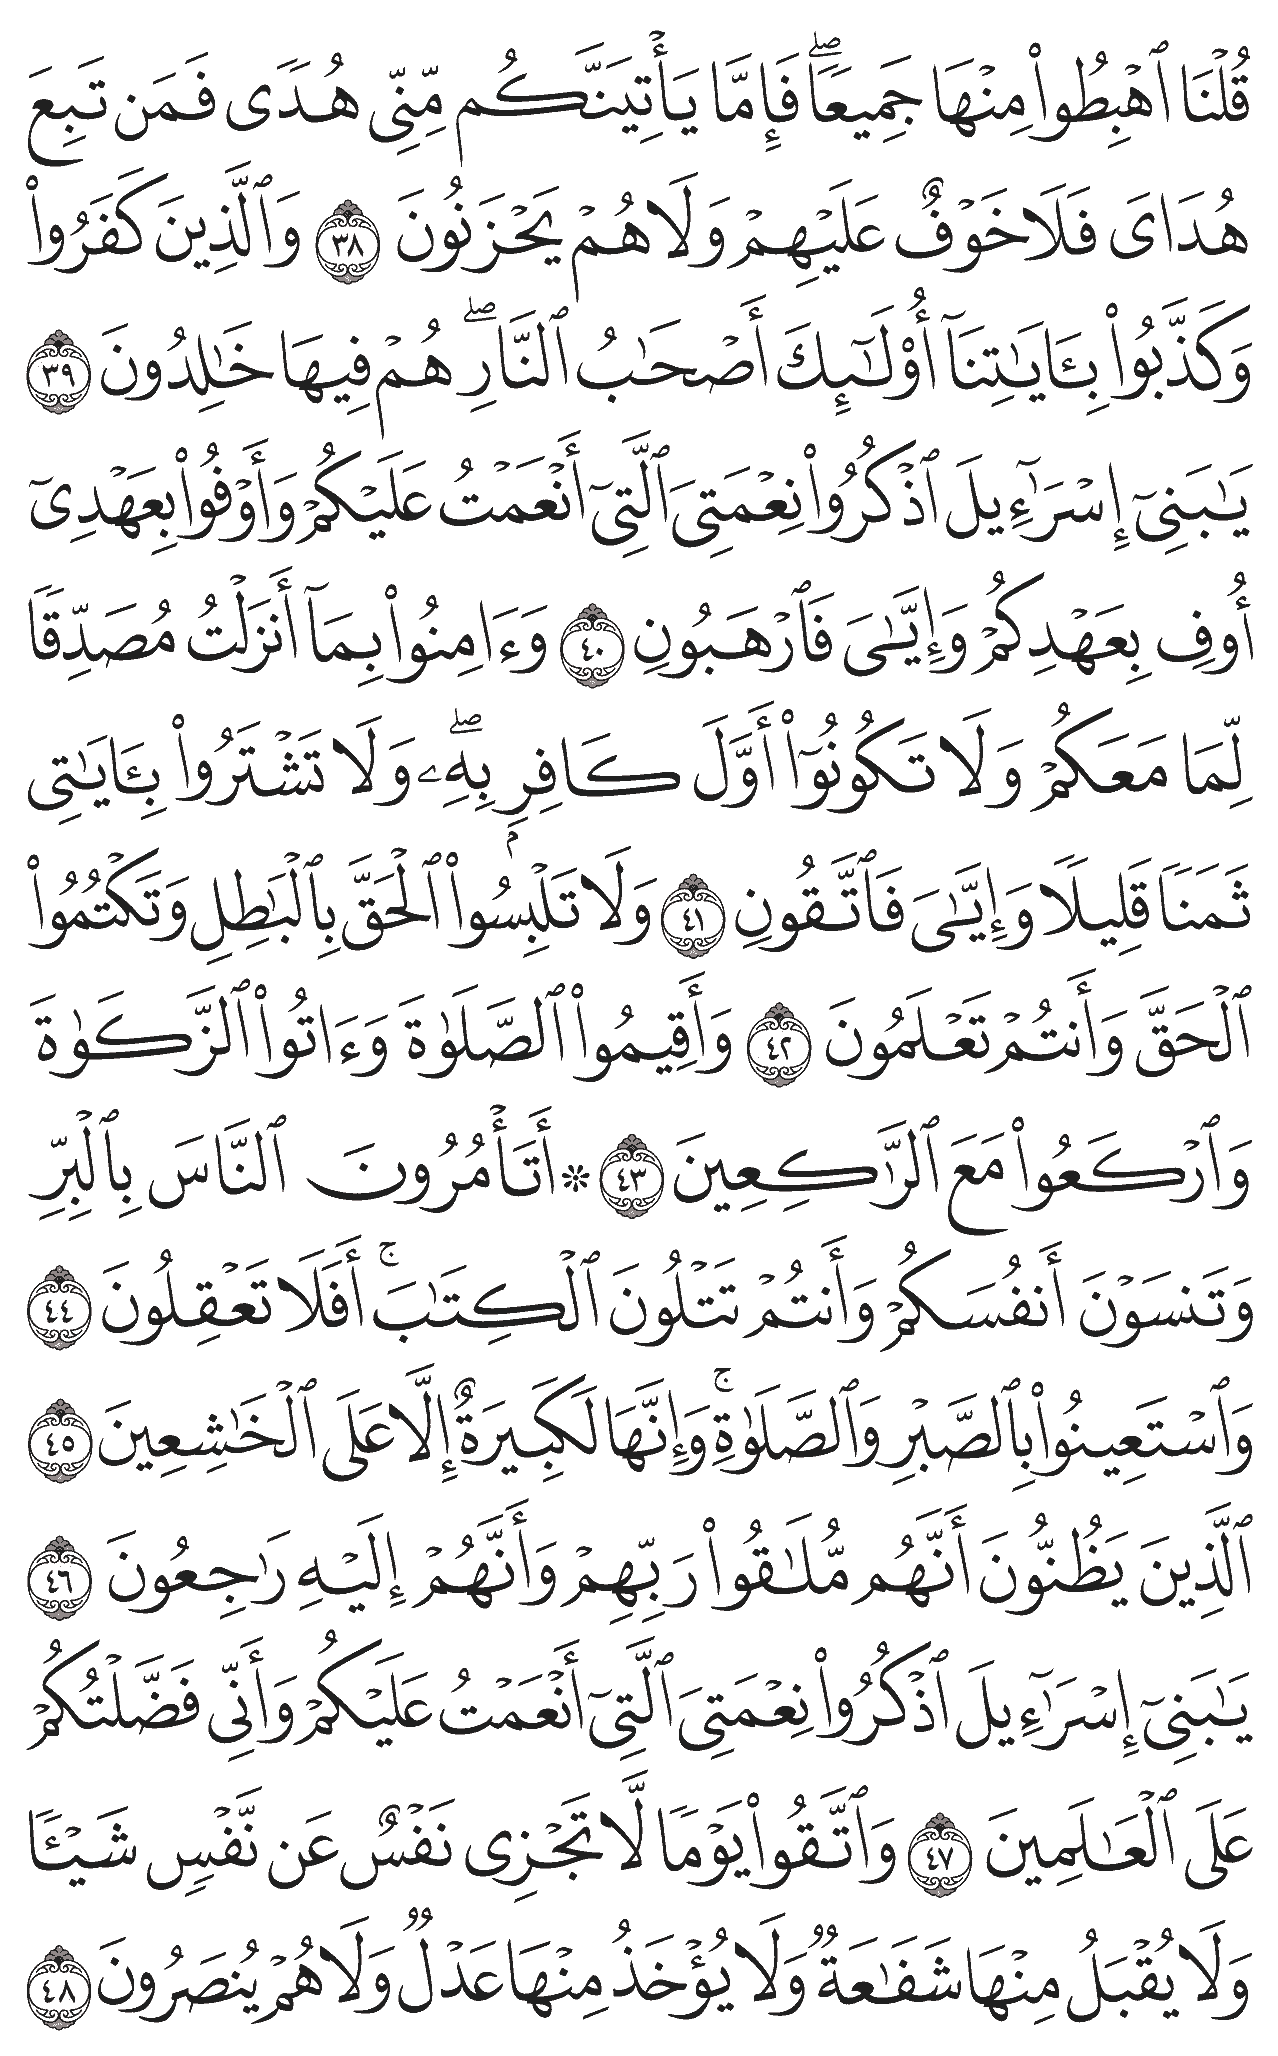 قُلْنَا ٱهْبِطُوا۟ مِنْهَا جَمِيعًۭا ۖ فَإِمَّا يَأْتِيَنَّكُم مِّنِّى هُدًۭى فَمَن تَبِعَ
هُدَاىَ فَلَا خَوْفٌ عَلَيْهِمْ وَلَا هُمْ يَحْزَنُونَ ٣٨ وَٱلَّذِينَ كَفَرُوا۟
وَكَذَّبُوا۟ بِـَٔايَـٰتِنَآ أُو۟لَـٰٓئِكَ أَصْحَـٰبُ ٱلنَّارِ ۖ هُمْ فِيهَا خَـٰلِدُونَ ٣٩
يَـٰبَنِىٓ إِسْرَٰٓءِيلَ ٱذْكُرُوا۟ نِعْمَتِىَ ٱلَّتِىٓ أَنْعَمْتُ عَلَيْكُمْ وَأَوْفُوا۟ بِعَهْدِىٓ
أُوفِ بِعَهْدِكُمْ وَإِيَّـٰىَ فَٱرْهَبُونِ ٤٠ وَءَامِنُوا۟ بِمَآ أَنزَلْتُ مُصَدِّقًۭا
لِّمَا مَعَكُمْ وَلَا تَكُونُوٓا۟ أَوَّلَ كَافِرٍۭ بِهِۦ ۖ وَلَا تَشْتَرُوا۟ بِـَٔايَـٰتِى
ثَمَنًۭا قَلِيلًۭا وَإِيَّـٰىَ فَٱتَّقُونِ ٤١ وَلَا تَلْبِسُوا۟ ٱلْحَقَّ بِٱلْبَـٰطِلِ وَتَكْتُمُوا۟
ٱلْحَقَّ وَأَنتُمْ تَعْلَمُونَ ٤٢ وَأَقِيمُوا۟ ٱلصَّلَوٰةَ وَءَاتُوا۟ ٱلزَّكَوٰةَ
وَٱرْكَعُوا۟ مَعَ ٱلرَّٰكِعِينَ ٤٣ ۞ أَتَأْمُرُونَ ٱلنَّاسَ بِٱلْبِرِّ
وَتَنسَوْنَ أَنفُسَكُمْ وَأَنتُمْ تَتْلُونَ ٱلْكِتَـٰبَ ۚ أَفَلَا تَعْقِلُونَ ٤٤
وَٱسْتَعِينُوا۟ بِٱلصَّبْرِ وَٱلصَّلَوٰةِ ۚ وَإِنَّهَا لَكَبِيرَةٌ إِلَّا عَلَى ٱلْخَـٰشِعِينَ ٤٥
ٱلَّذِينَ يَظُنُّونَ أَنَّهُم مُّلَـٰقُوا۟ رَبِّهِمْ وَأَنَّهُمْ إِلَيْهِ رَٰجِعُونَ ٤٦
يَـٰبَنِىٓ إِسْرَٰٓءِيلَ ٱذْكُرُوا۟ نِعْمَتِىَ ٱلَّتِىٓ أَنْعَمْتُ عَلَيْكُمْ وَأَنِّى فَضَّلْتُكُمْ
عَلَى ٱلْعَـٰلَمِينَ ٤٧ وَٱتَّقُوا۟ يَوْمًۭا لَّا تَجْزِى نَفْسٌ عَن نَّفْسٍۢ شَيْـًۭٔا
وَلَا يُقْبَلُ مِنْهَا شَفَـٰعَةٌۭ وَلَا يُؤْخَذُ مِنْهَا عَدْلٌۭ وَلَا هُمْ يُنصَرُونَ ٤٨